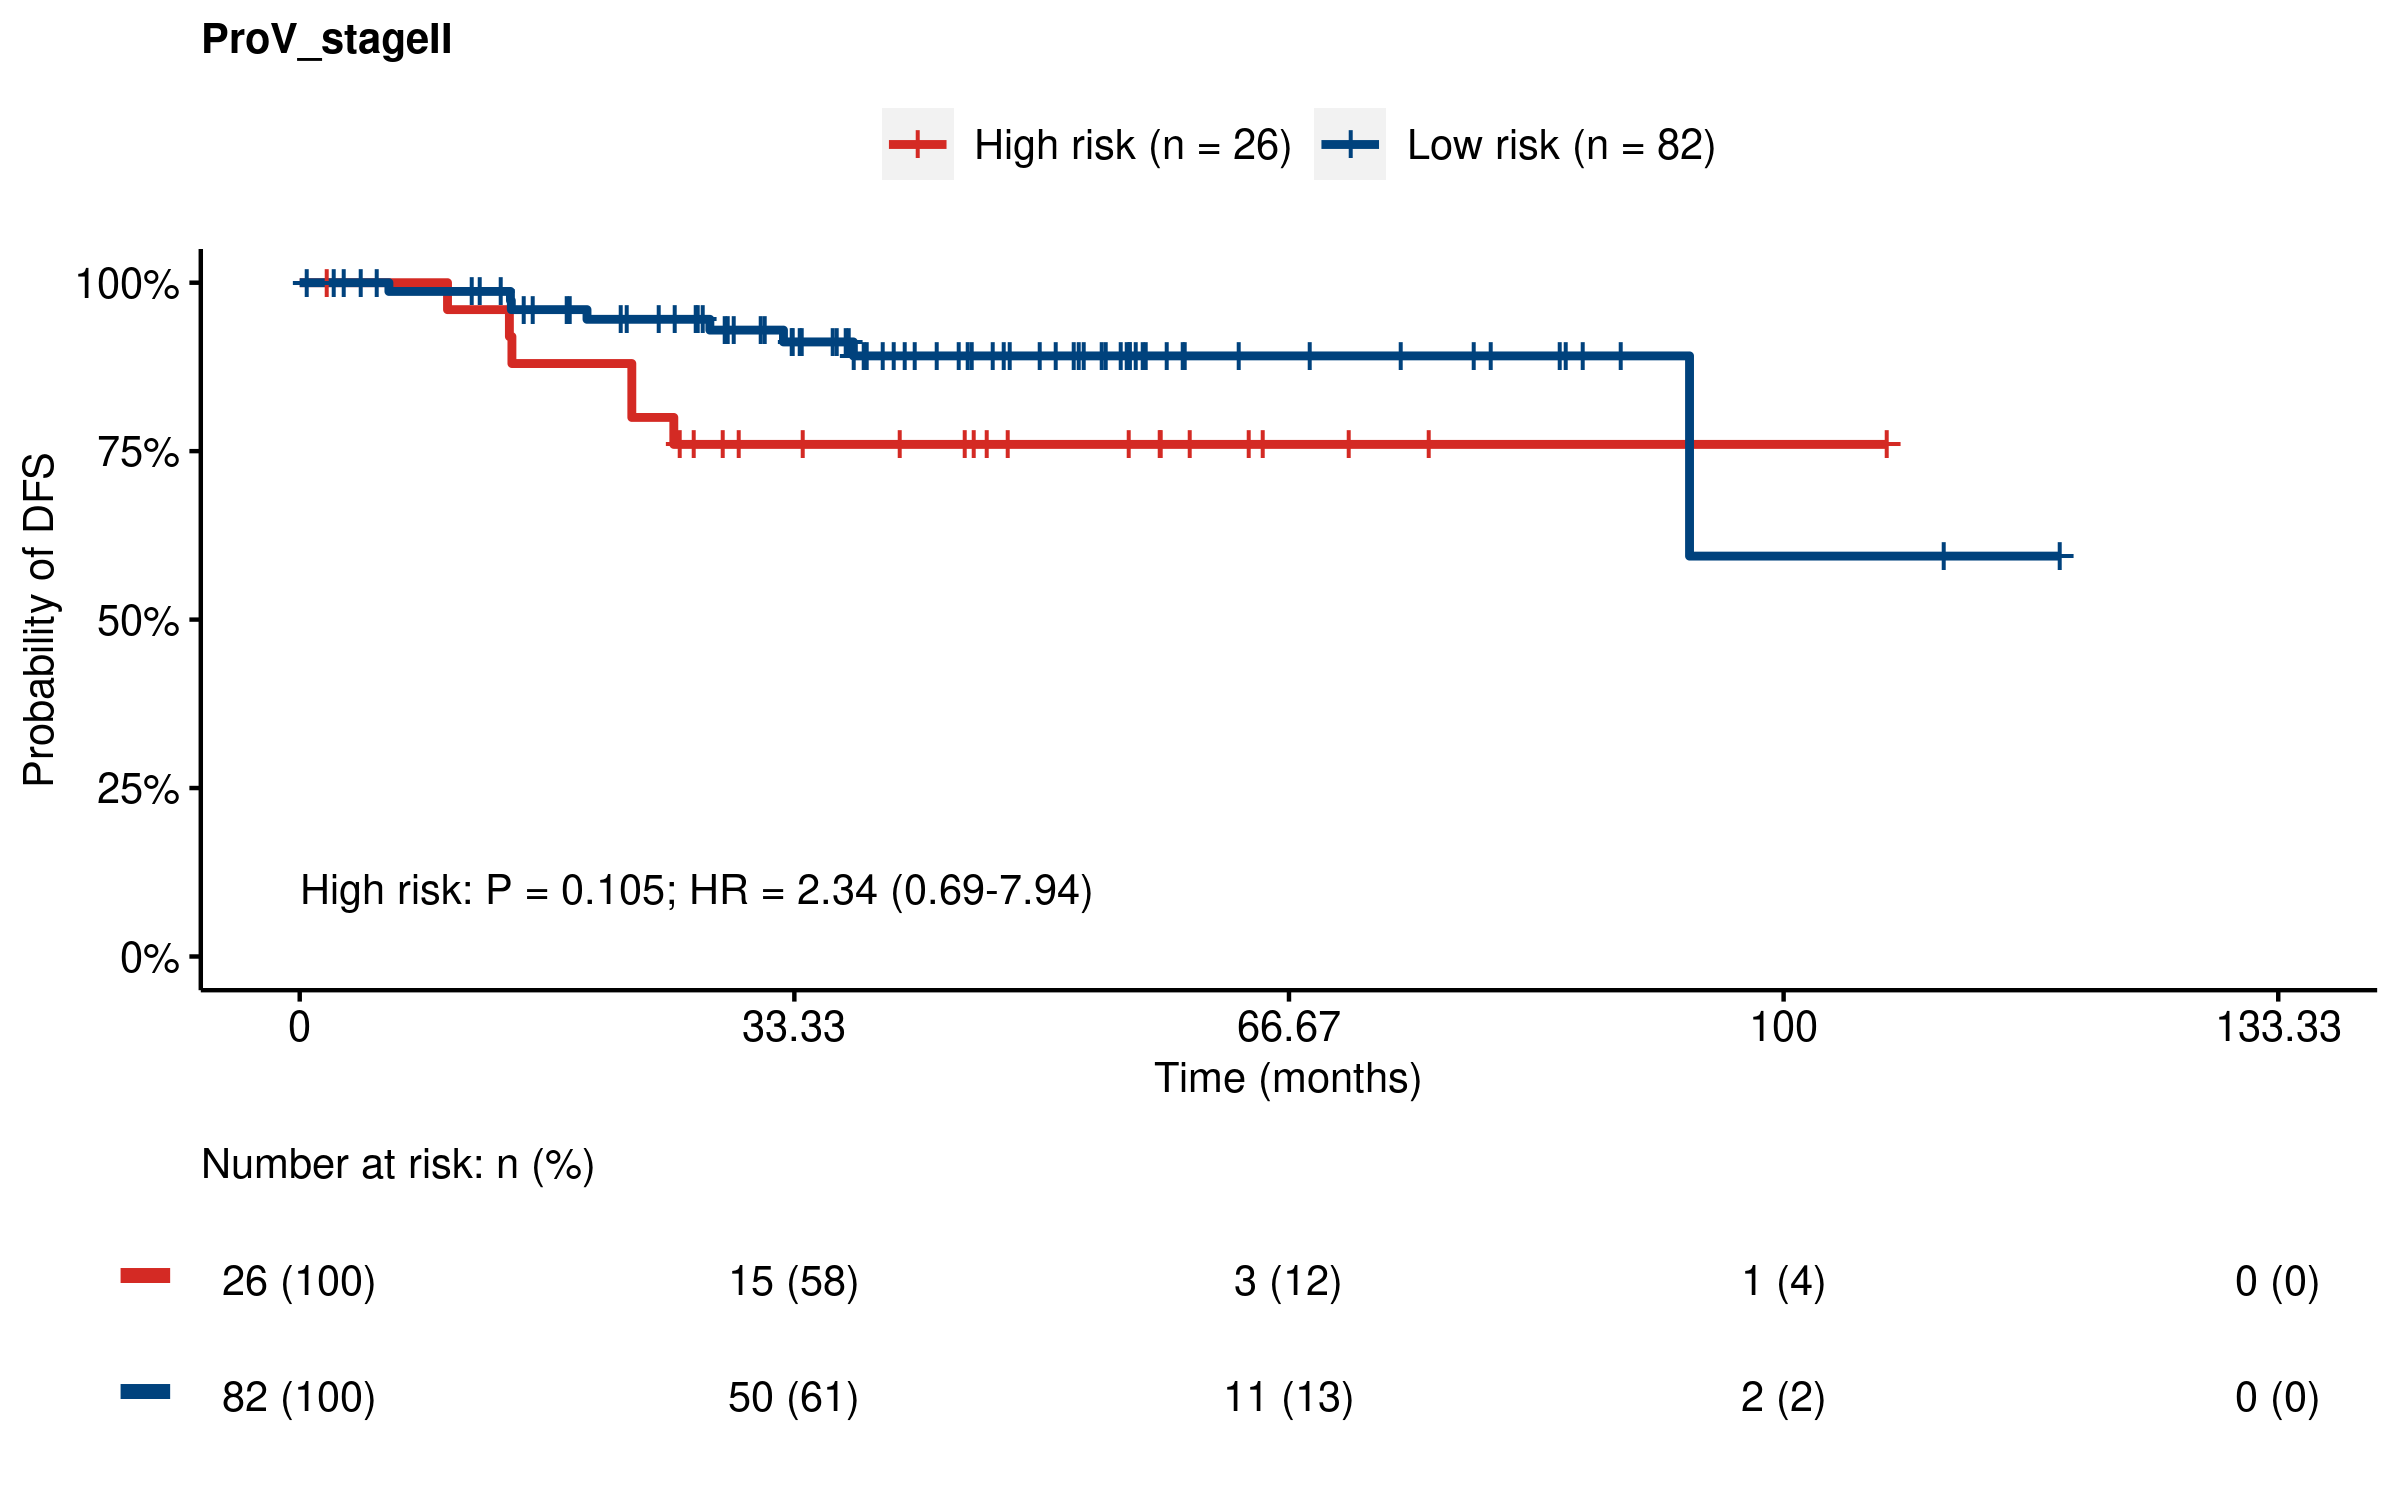 ProV_stageII
High risk (n = 26) Low risk (n = 82)
Probability of DFS
100%
75%
50%
25%
0%
High risk: P = 0.105; HR = 2.34 (0.69-7.94)
0 33.33 66.67 100 133.33
Time (months)
Number at risk: n (%)
26 (100) 15 (58) 3 (12) 1 (4) 0 (0)
82 (100) 50 (61) 11 (13) 2 (2) 0 (0)